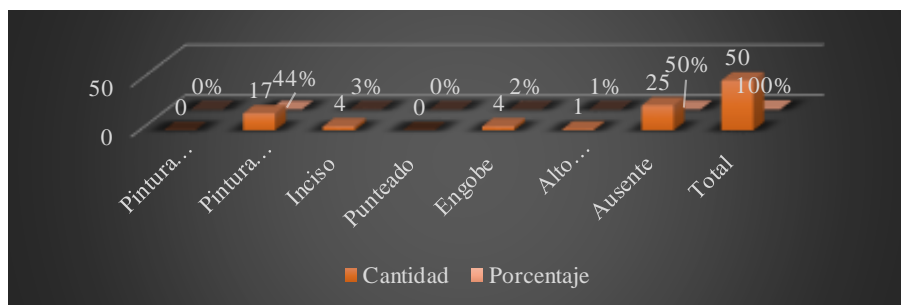 50
0
0 0% 17 44% 4 3% 0 0% 4 2% 1 1% 25 50% 50 100%
Pintura… Pintura… Inciso Punteado Engobe Alto… Ausente Total
Cantidad Porcentaje